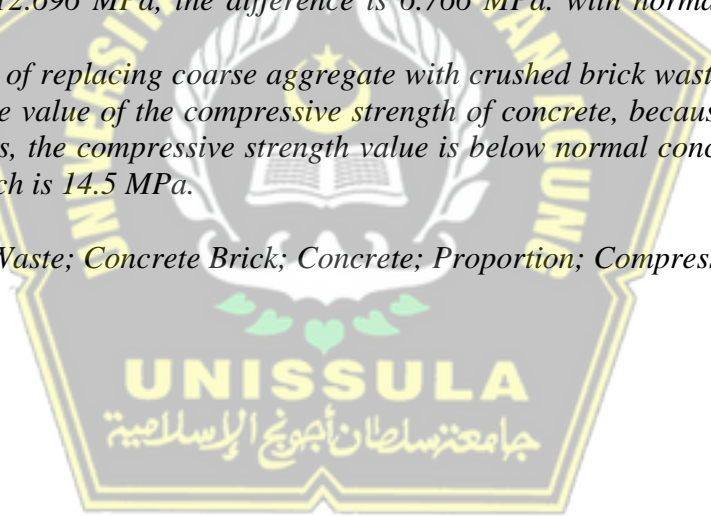 12.696 MPa, the difference is 6.766 MPa. with norma
of replacing coarse aggregate with crushed brick wast
e value of the compressive strength of concrete, becaus
s, the compressive strength value is below normal conc
ch is 14.5 MPa.
Waste; Concrete Brick; Concrete; Proportion; Compress
UNISSULA
جامعة سلطان أجونج الإسلامية